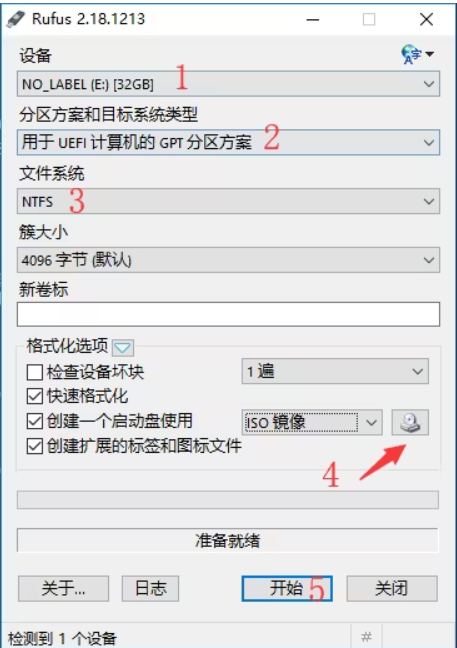 Rufus 2.18.1213
设备
NO_LABEL (E:) [32GB] 1
分区方案和目标系统类型
用于 UEFI 计算机的 GPT 分区方案 2
文件系统
NTFS 3
簇大小
4096 字节 (默认)
新卷标
格式化选项
检查设备坏块 1 遍
快速格式化
创建一个启动盘使用 ISO 镜像
创建扩展的标签和图标文件
4
准备就绪
关于... 日志 开始 5 关闭
检测到 1 个设备 #